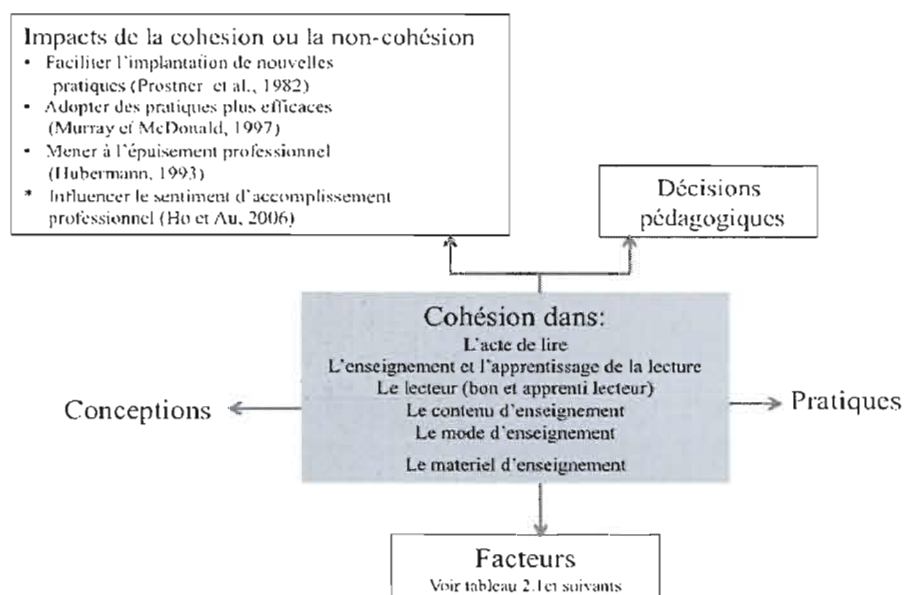 Impacts de la cohesion ou la non-cohésion
• Faciliter l'implantation de nouvelles
pratiques (Prostner et al., 1982)
• Adopter des pratiques plus efficaces
(Murray et McDonald, 1997)
• Mener à l'épuisement professionnel
(Hubermann, 1993)
* Influencer le sentiment d'accomplissement
professionnel (Ho et Au, 2006)
Décisions
pédagogiques
Cohésion dans:
L'acte de lire
L'enseignement et l'apprentissage de la lecture
Le lecteur (bon et apprenti lecteur)
Le contenu d'enseignement
Le mode d'enseignement
Le materiel d'enseignement
Conceptions
Pratiques
Facteurs
Voir tableau 2.1et suivants